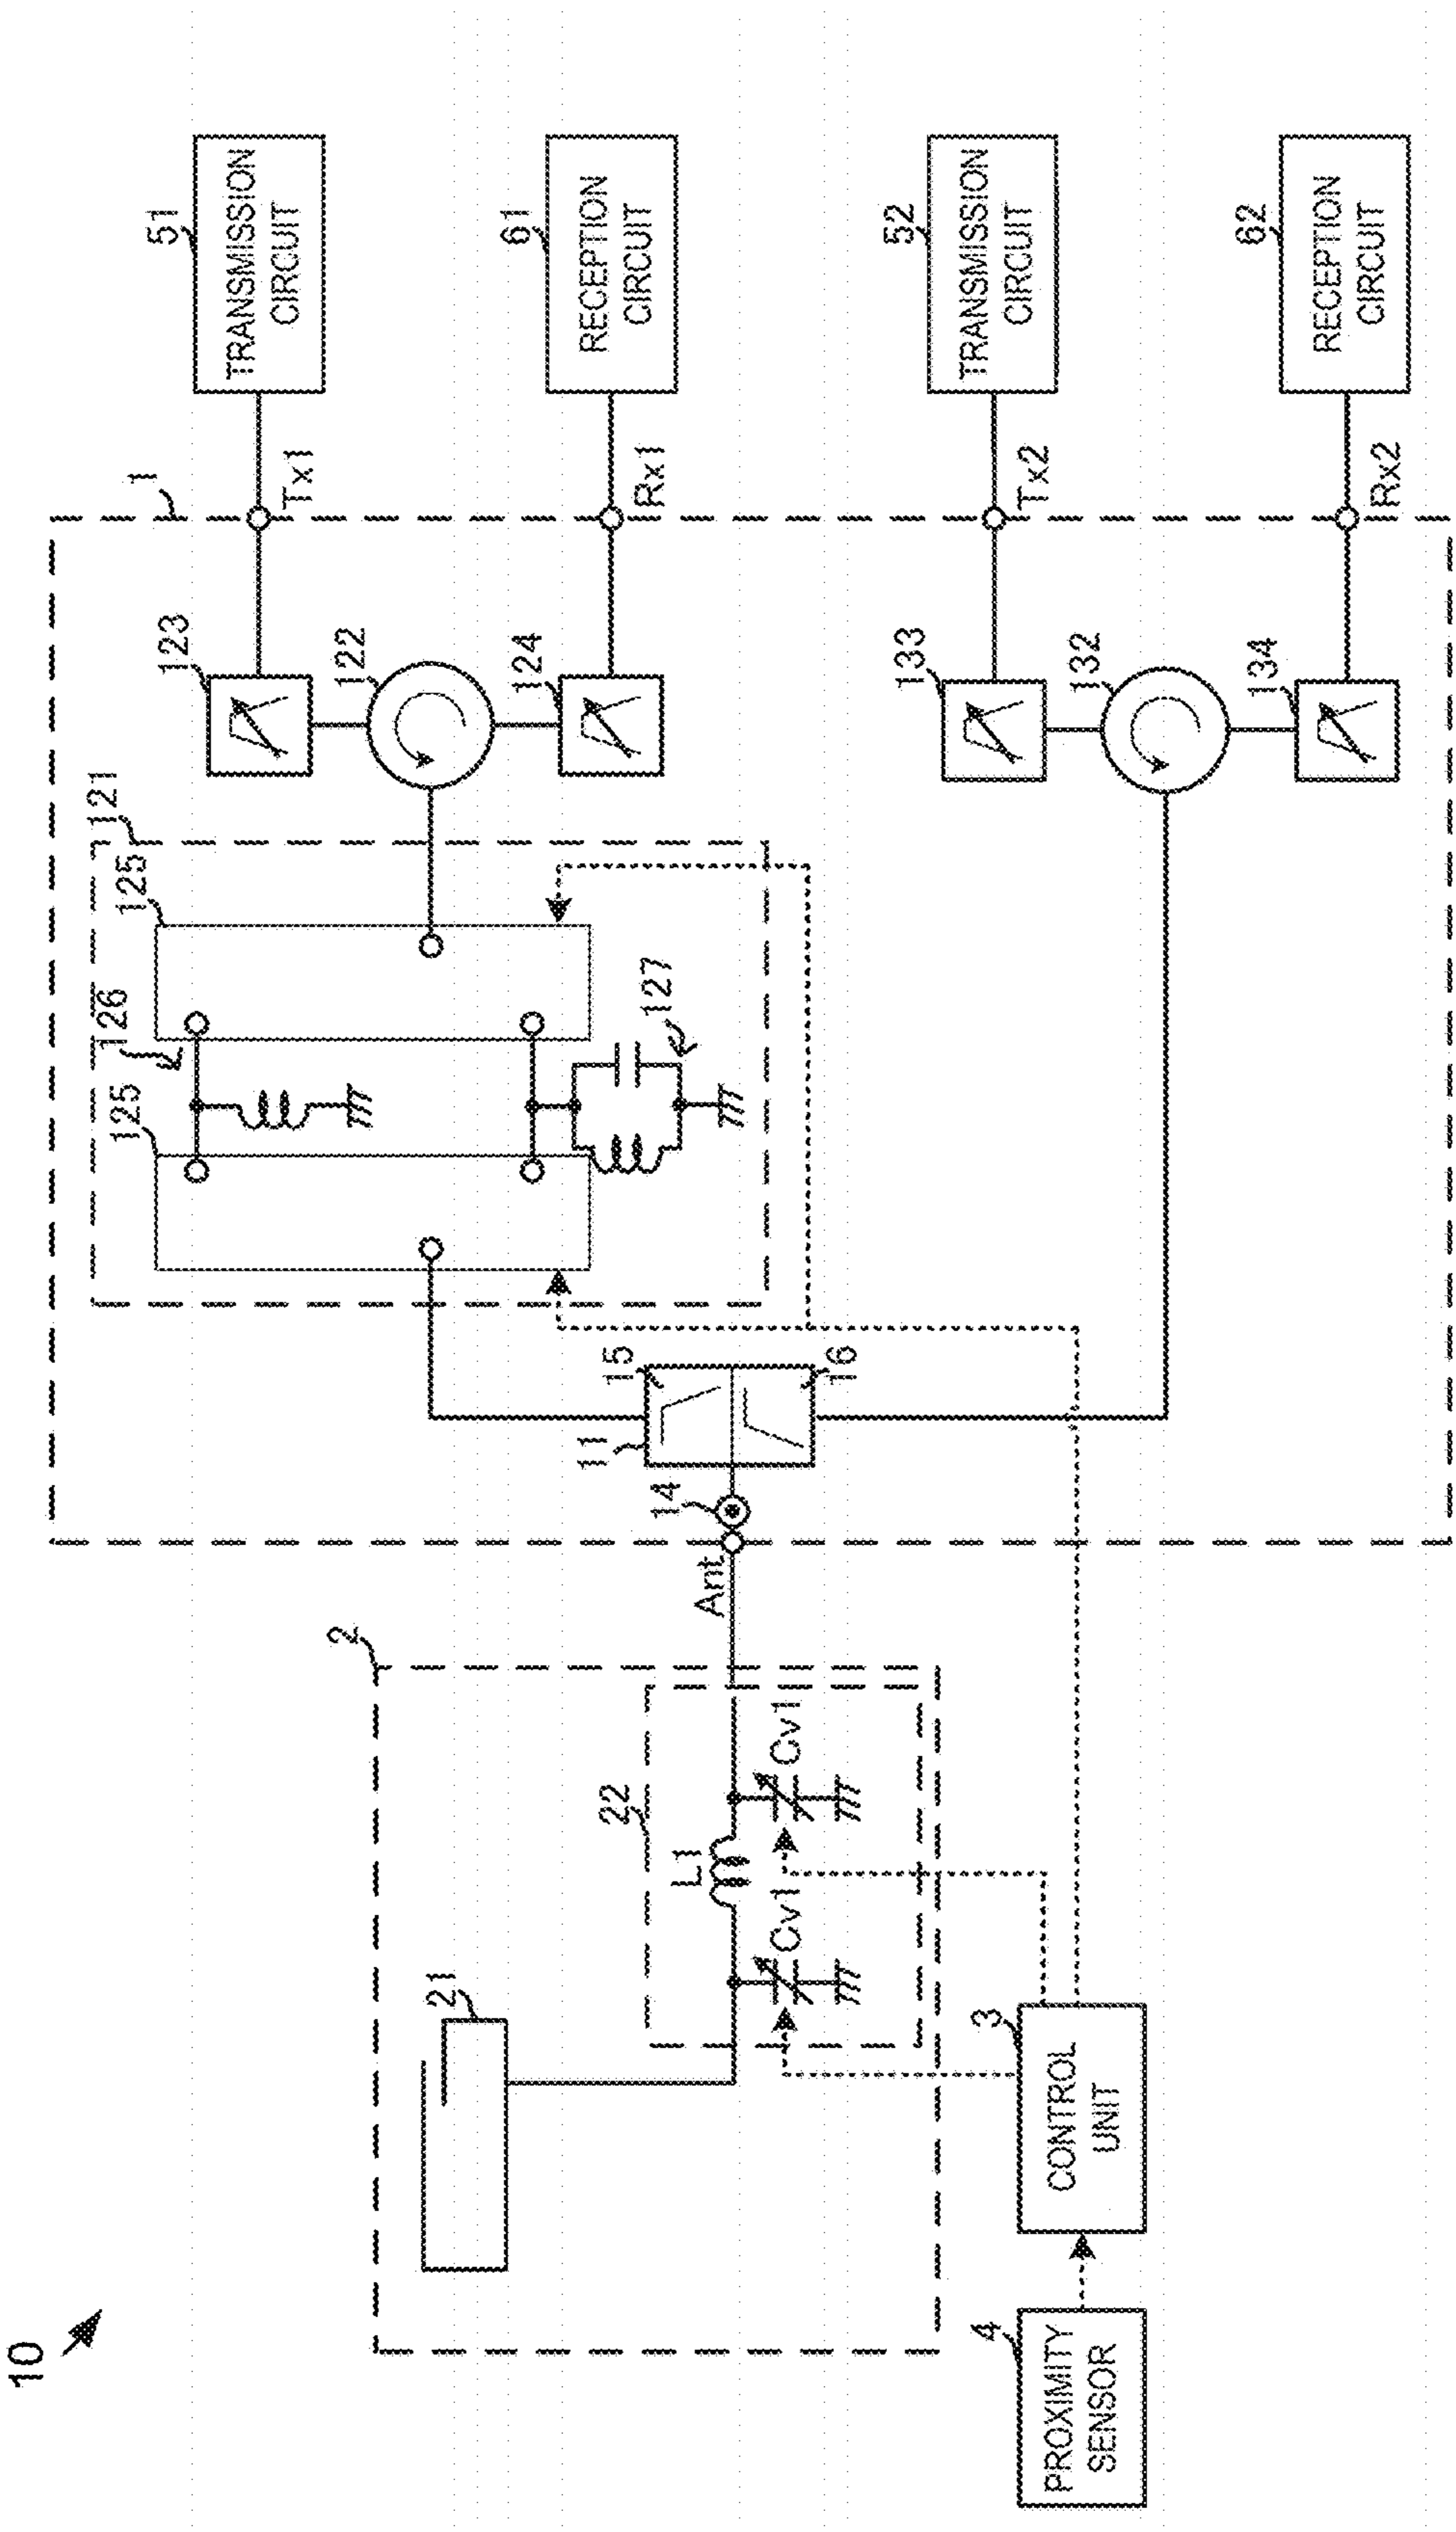 10
1
51
TRANSMISSION
CIRCUIT
Tx1
123
122
121
125
126
125
127
124
61
RECEPTION
CIRCUIT
Rx1
52
TRANSMISSION
CIRCUIT
Tx2
133
132
134
62
RECEPTION
CIRCUIT
Rx2
15
11
16
14
Ant
2
22
L1
Cv1
Cv1
21
3
CONTROL
UNIT
4
PROXIMITY
SENSOR